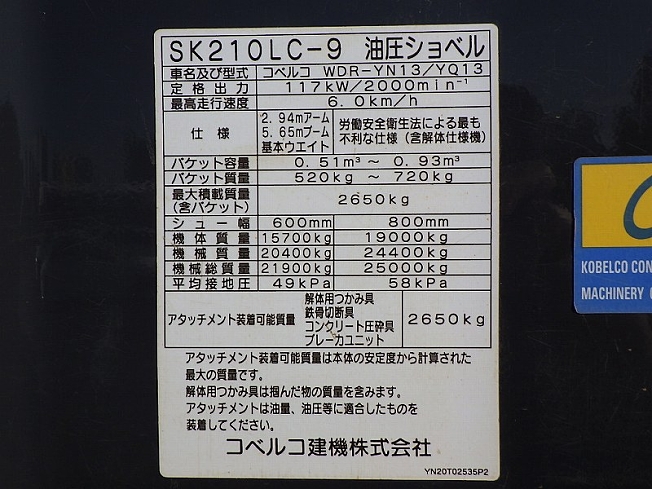 SK210LC-9 油圧ショベル
車名及び型式 コベルコ WDR-YN13/YQ13
定格出力 117kW/2000min⁻¹
最高走行速度 6.0km/h
仕様 2.94mアーム 5.65mブーム 基本ウエイト 労働安全衛生法による最も不利な仕様（含解体仕様機）
バケット容量 0.51m³ ～ 0.93m³
バケット質量 520kg ～ 720kg
最大積載質量（含バケット） 2650kg
シュー幅 600mm 800mm
機体質量 15700kg 19000kg
機械質量 20400kg 24400kg
機械総質量 21900kg 25000kg
平均接地圧 49kPa 58kPa
アタッチメント装着可能質量 解体用つかみ具 鉄骨切断具 コンクリート圧砕具 ブレーカユニット 2650kg
アタッチメント装着可能質量は本体の安定度から計算された
最大の質量です。
解体用つかみ具は掴んだ物の質量を含みます。
アタッチメントは油量、油圧等に適合したものを
装着してください。
コベルコ建機株式会社
YN20T02535P2
KOBELCO CON
MACHINERY